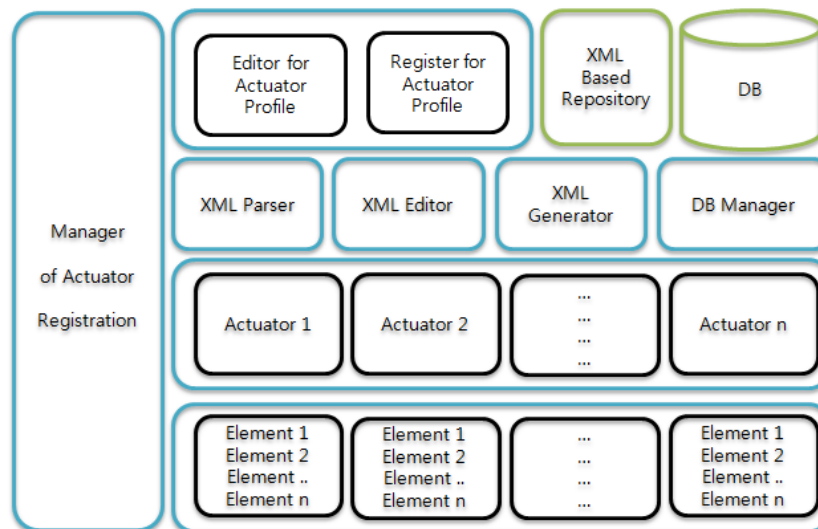 Manager
of Actuator
Registration
Editor for
Actuator
Profile
Register for
Actuator
Profile
XML
Based
Repository
DB
XML Parser
XML Editor
XML
Generator
DB Manager
Actuator 1
Actuator 2
...
...
...
...
Actuator n
Element 1
Element 2
Element ..
Element n
Element 1
Element 2
Element ..
Element n
...
...
...
...
Element 1
Element 2
Element ..
Element n